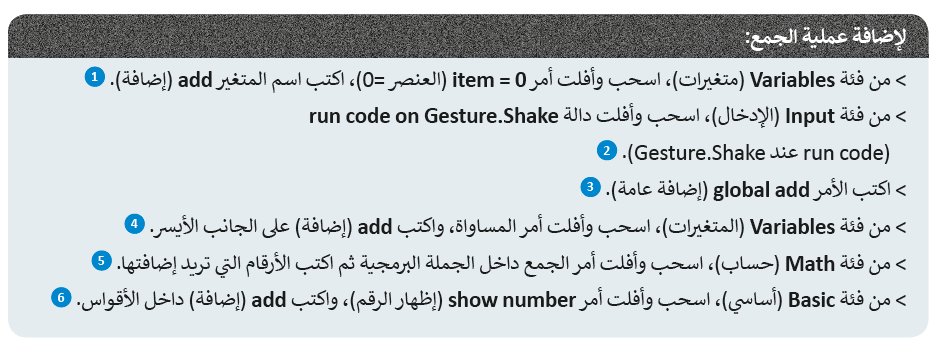 لإضافة عملية الجمع:
> من فئة Variables (متغيرات)، اسحب وأفلت أمر item = 0 (العنصر =0)، اكتب اسم المتغير add (إضافة). 1
> من فئة Input (الإدخال)، اسحب وأفلت دالة run code on Gesture.Shake
(run code عند Gesture.Shake). 2
> اكتب الأمر global add (إضافة عامة). 3
> من فئة Variables (المتغيرات)، اسحب وأفلت أمر المساواة، واكتب add (إضافة) على الجانب الأيسر. 4
> من فئة Math (حساب)، اسحب وأفلت أمر الجمع داخل الجملة البرمجية ثم اكتب الأرقام التي تريد إضافتها. 5
> من فئة Basic (أساسي)، اسحب وأفلت أمر show number (إظهار الرقم)، واكتب add (إضافة) داخل الأقواس. 6